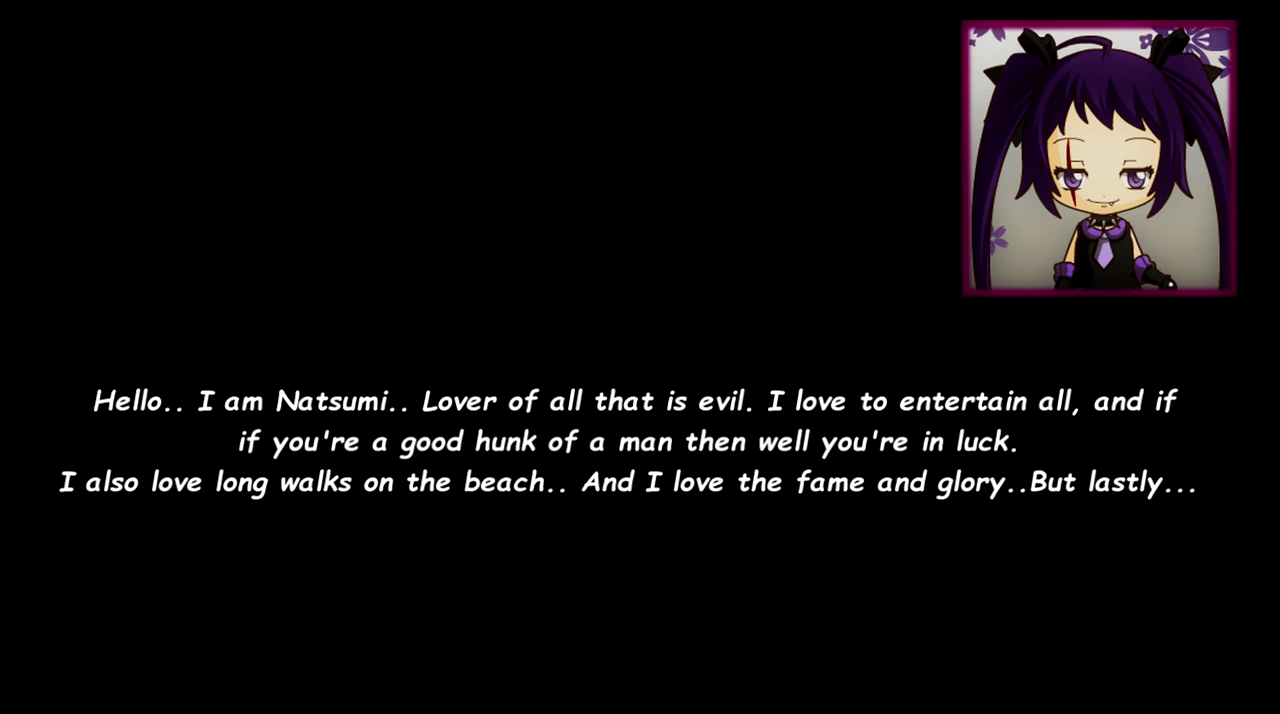 Hello.. I am Natsumi.. Lover of all that is evil. I love to entertain all, and if
if you're a good hunk of a man then well you're in luck.
I also love long walks on the beach.. And I love the fame and glory..But lastly...